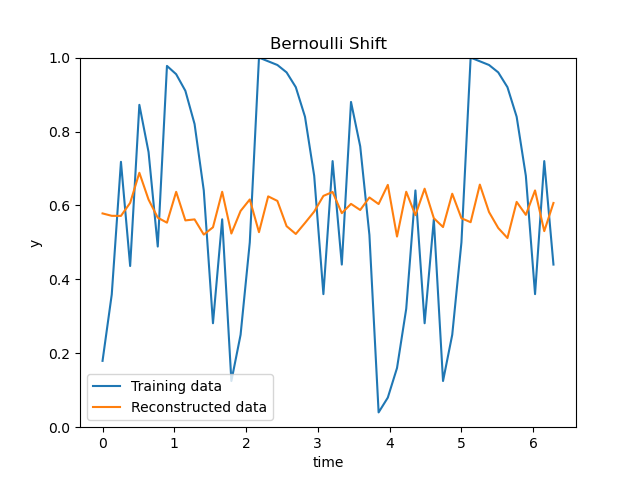 Bernoulli Shift
1.0
0.8
0.6
0.4
0.2
0.0
y
Training data
Reconstructed data
0 1 2 3 4 5 6
time